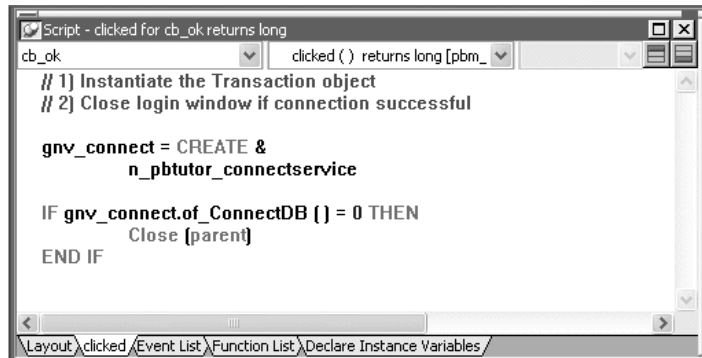 Script - clicked for cb_ok returns long
cb_ok clicked ( ) returns long [pbm_
// 1) Instantiate the Transaction object
// 2) Close login window if connection successful
gnv_connect = CREATE &
n_pbtutor_connectservice
IF gnv_connect.of_ConnectDB ( ) = 0 THEN
Close (parent)
END IF
Layout clicked Event List Function List Declare Instance Variables